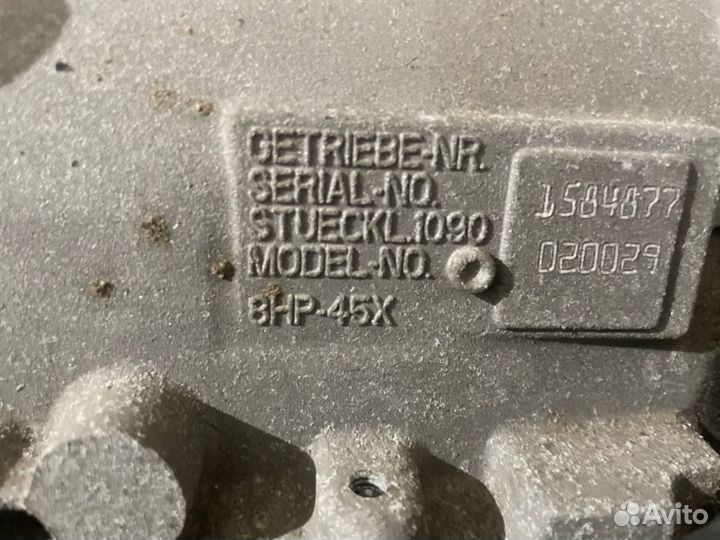 GETRIEBE-NR.
SERIAL-NO.
STUECKL.1090
MODEL-NO.
8HP-45X
1584877
020029
Avito